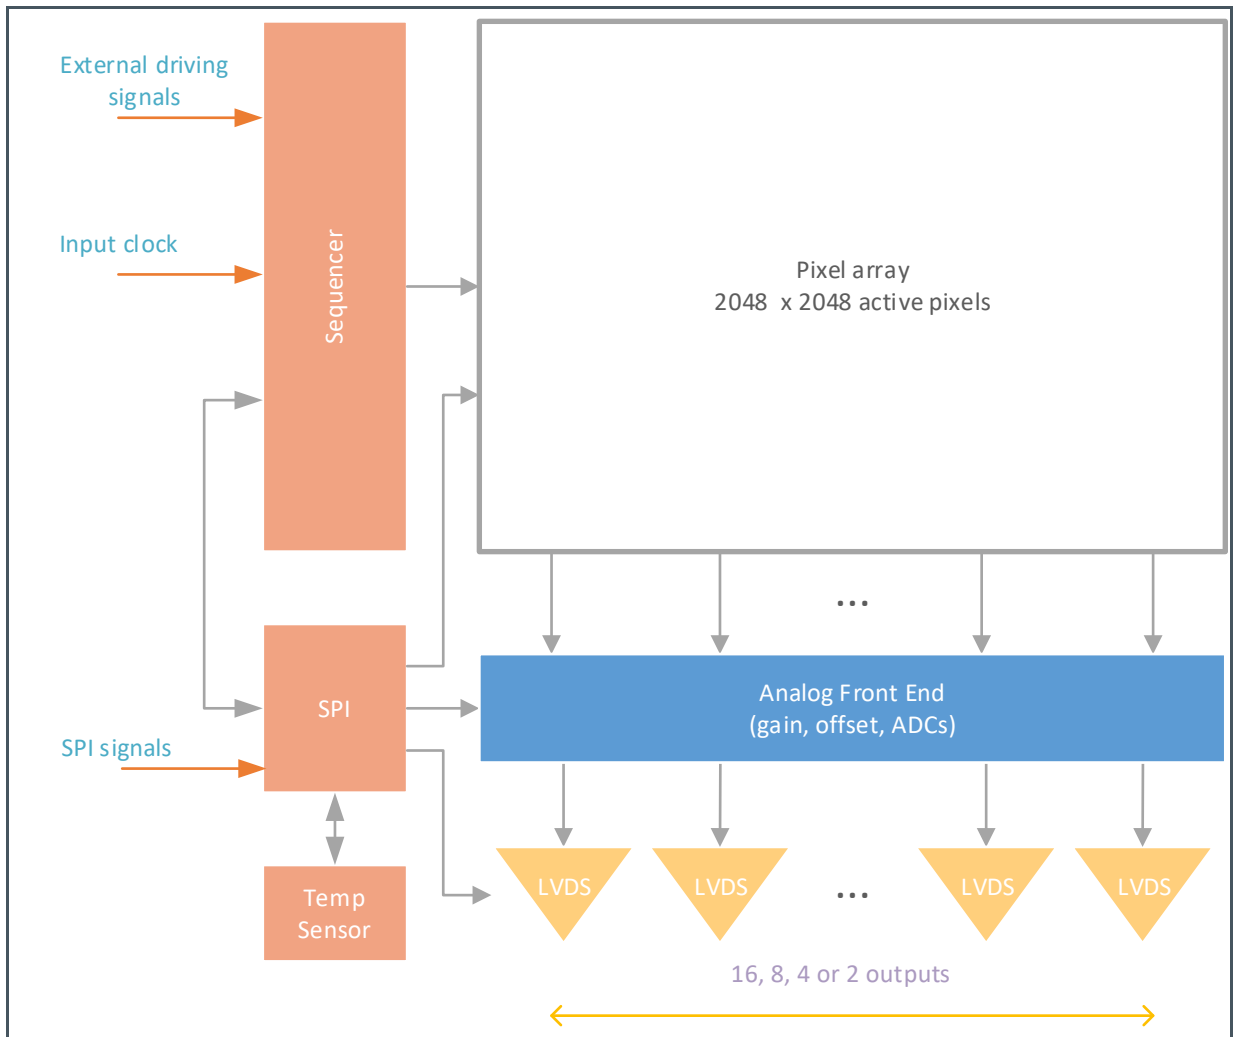 External driving
signals
Input clock
Sequencer
Pixel array
2048 x 2048 active pixels
...
SPI
Analog Front End
(gain, offset, ADCs)
SPI signals
Temp
Sensor
LVDS
LVDS
...
LVDS
LVDS
16, 8, 4 or 2 outputs